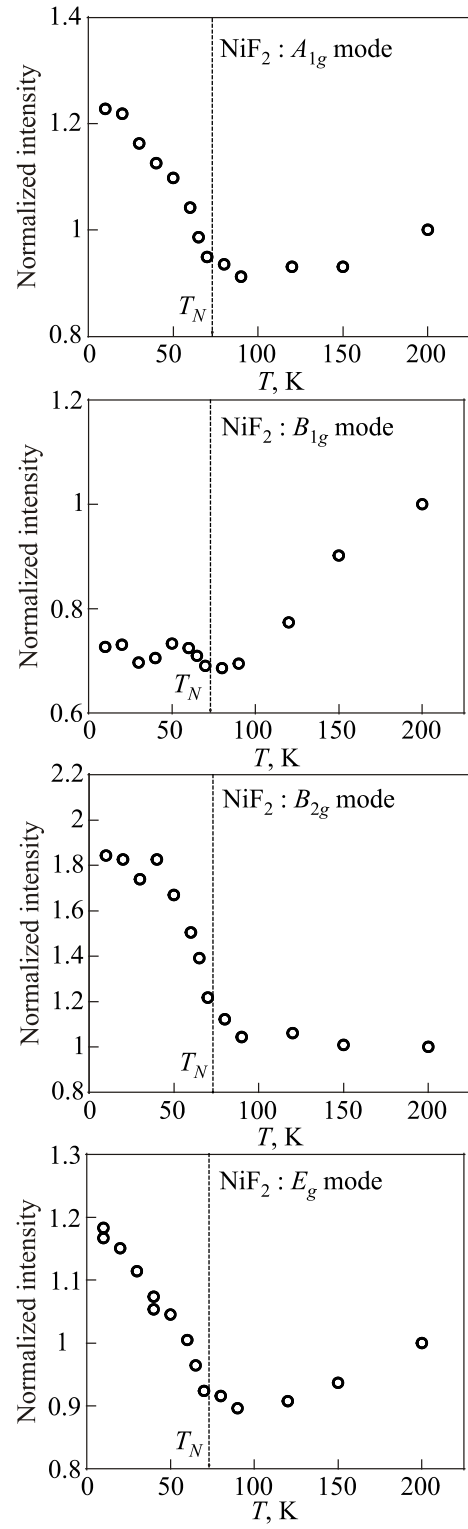 1.4
NiF2 : A1g mode
1.2
1
0.8
Normalized intensity
TN
0 50 100 150 200
T, K
1.2
NiF2 : B1g mode
1
0.8
0.6
Normalized intensity
TN
0 50 100 150 200
T, K
2.2
NiF2 : B2g mode
2
1.8
1.6
1.4
1.2
1
0.8
Normalized intensity
TN
0 50 100 150 200
T, K
1.3
NiF2 : Eg mode
1.2
1.1
1
0.9
0.8
Normalized intensity
TN
0 50 100 150 200
T, K